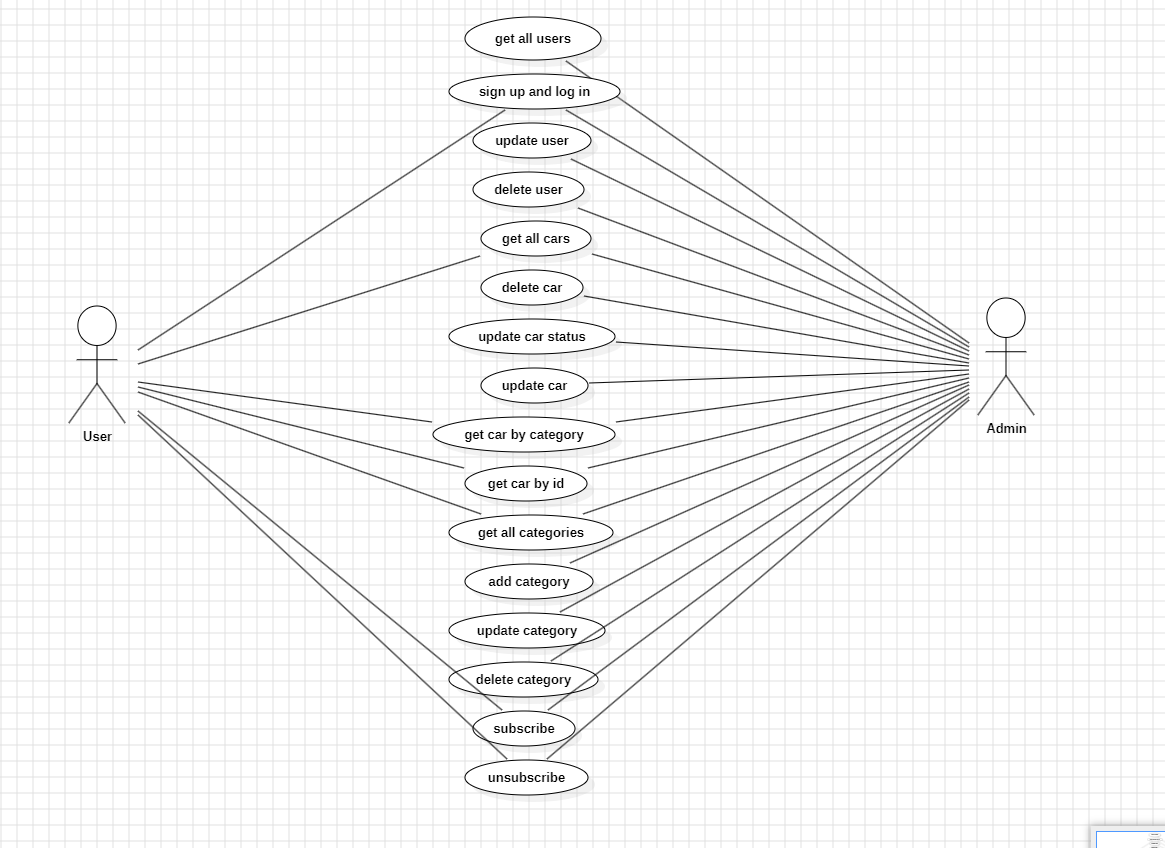 get all users
sign up and log in
update user
delete user
get all cars
delete car
update car status
update car
get car by category
User
Admin
get car by id
get all categories
add category
update category
delete category
subscribe
unsubscribe